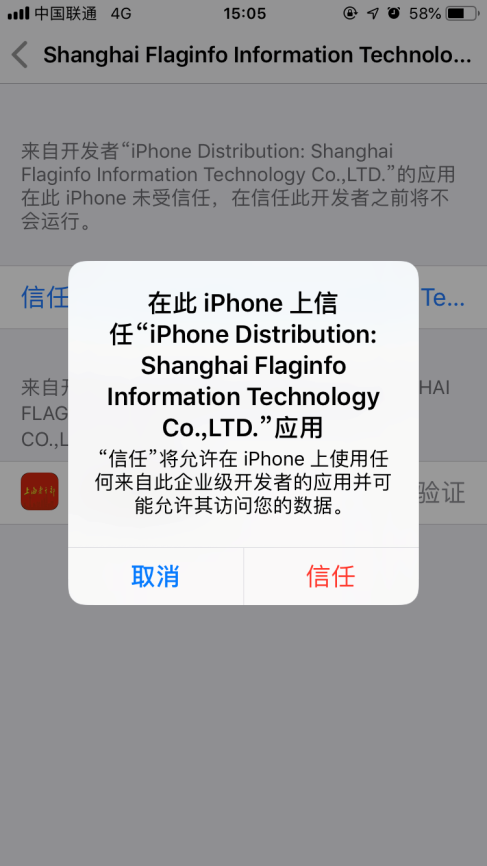 中国联通 4G 15:05 58%
Shanghai Flaginfo Information Technolo...
来自开发者“iPhone Distribution: Shanghai
Flaginfo Information Technology Co.,LTD.”的应用
在此 iPhone 未受信任，在信任此开发者之前将不
会运行。
信任 Te...
在此 iPhone 上信
任“iPhone Distribution:
Shanghai Flaginfo
Information Technology
Co.,LTD.”应用
“信任”将允许在 iPhone 上使用任
何来自此企业级开发者的应用并可
能允许其访问您的数据。
来自 HAI
FLAG
CO.,L
验证
取消 信任